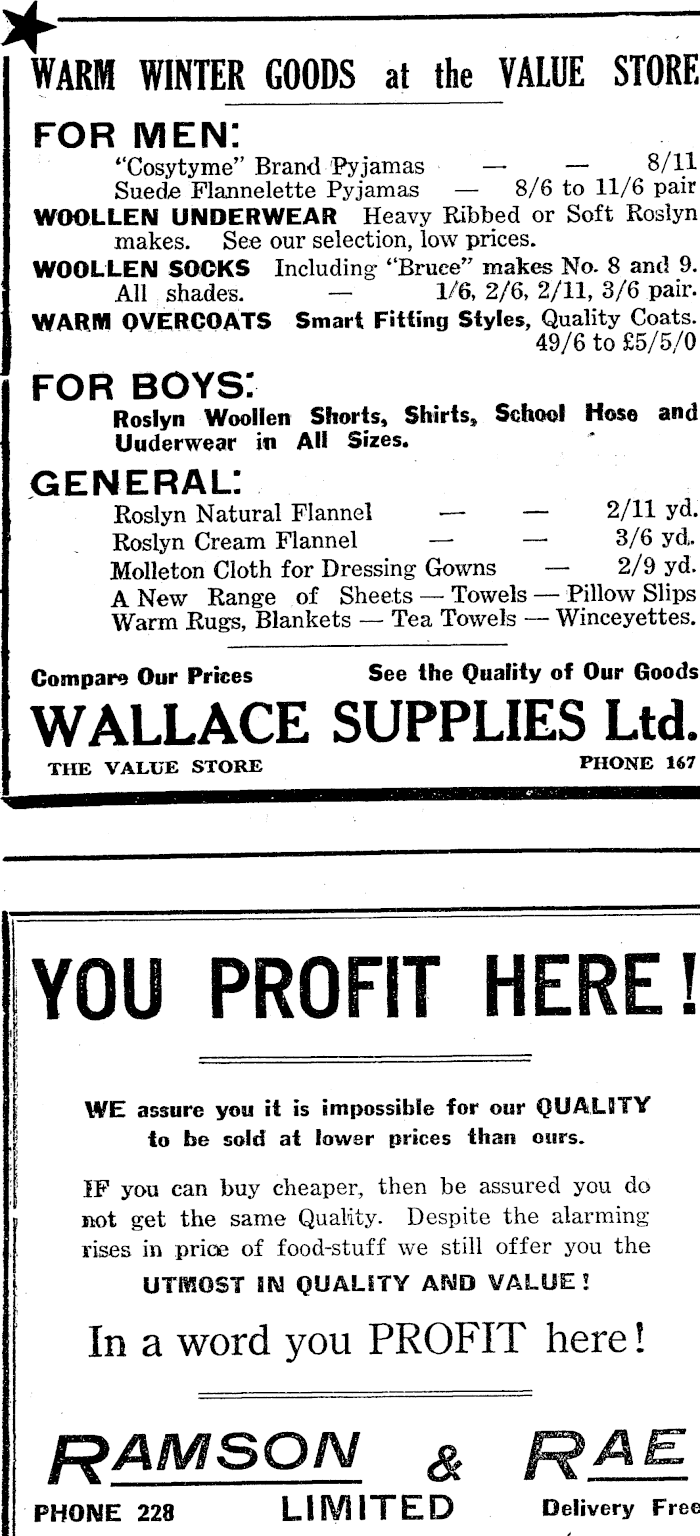 WARM WINTER GOODS at the VALUE STORE
FOR MEN:
"Cosytyme" Brand Pyjamas — — 8/11
Suede Flannelette Pyjamas — 8/6 to 11/6 pair
WOOLLEN UNDERWEAR Heavy Ribbed or Soft Roslyn
makes. See our selection, low prices.
WOOLLEN SOCKS Including "Bruce" makes No. 8 and 9.
All shades. — 1/6, 2/6, 2/11, 3/6 pair.
WARM OVERCOATS Smart Fitting Styles, Quality Coats.
49/6 to £5/5/0
FOR BOYS:
Roslyn Woollen Shorts, Shirts, School Hose and
Uuderwear in All Sizes.
GENERAL:
Roslyn Natural Flannel — — 2/11 yd.
Roslyn Cream Flannel — — 3/6 yd.
Molleton Cloth for Dressing Gowns — 2/9 yd.
A New Range of Sheets — Towels — Pillow Slips
Warm Rugs, Blankets — Tea Towels — Winceyettes.
Compare Our Prices See the Quality of Our Goods
WALLACE SUPPLIES Ltd.
THE VALUE STORE PHONE 167
YOU PROFIT HERE!
WE assure you it is impossible for our QUALITY
to be sold at lower prices than ours.
IF you can buy cheaper, then be assured you do
not get the same Quality. Despite the alarming
rises in price of food-stuff we still offer you the
UTMOST IN QUALITY AND VALUE!
In a word you PROFIT here!
RAMSON & RAE
PHONE 228 LIMITED Delivery Free